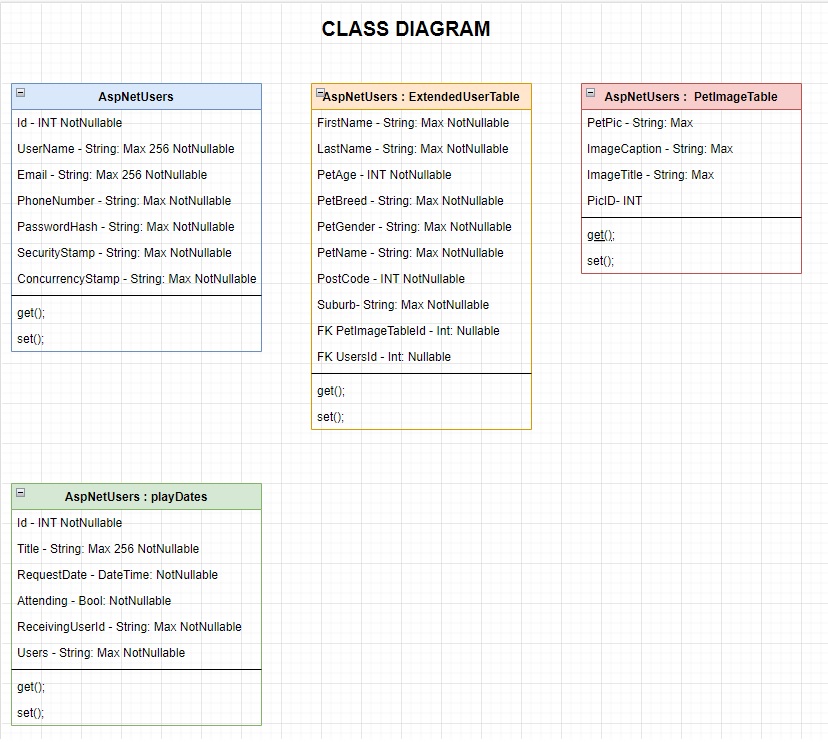 CLASS DIAGRAM
AspNetUsers
Id - INT NotNullable
UserName - String: Max 256 NotNullable
Email - String: Max 256 NotNullable
PhoneNumber - String: Max NotNullable
PasswordHash - String: Max NotNullable
SecurityStamp - String: Max NotNullable
ConcurrencyStamp - String: Max NotNullable
get();
set();
AspNetUsers : ExtendedUserTable
FirstName - String: Max NotNullable
LastName - String: Max NotNullable
PetAge - INT NotNullable
PetBreed - String: Max NotNullable
PetGender - String: Max NotNullable
PetName - String: Max NotNullable
PostCode - INT NotNullable
Suburb- String: Max NotNullable
FK PetImageTableId - Int: Nullable
FK UsersId - Int: Nullable
get();
set();
AspNetUsers : PetImageTable
PetPic - String: Max
ImageCaption - String: Max
ImageTitle - String: Max
PicID- INT
get();
set();
AspNetUsers : playDates
Id - INT NotNullable
Title - String: Max 256 NotNullable
RequestDate - DateTime: NotNullable
Attending - Bool: NotNullable
ReceivingUserId - String: Max NotNullable
Users - String: Max NotNullable
get();
set();